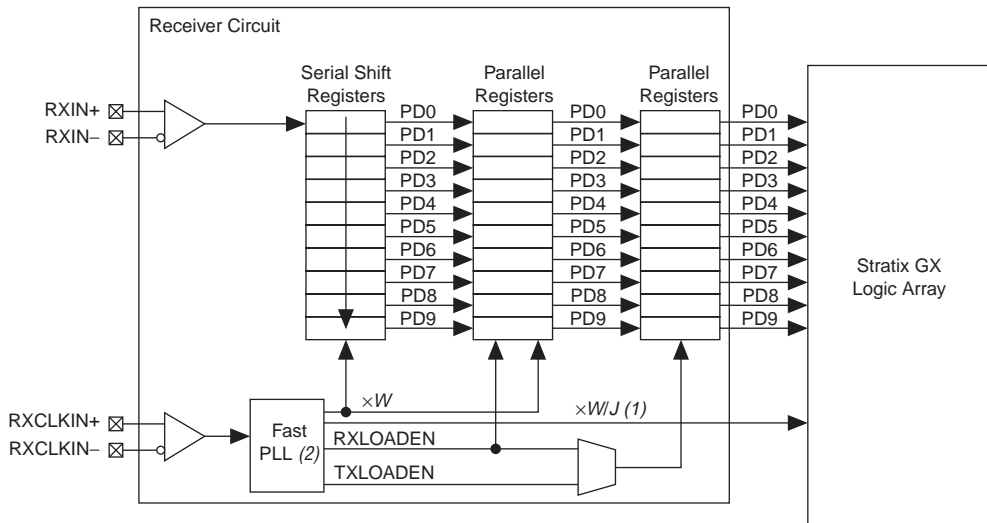 Receiver Circuit
Serial Shift
Registers
Parallel
Registers
Parallel
Registers
RXIN+
RXIN–
PD0 PD0 PD0
PD1 PD1 PD1
PD2 PD2 PD2
PD3 PD3 PD3
PD4 PD4 PD4
PD5 PD5 PD5
PD6 PD6 PD6
PD7 PD7 PD7
PD8 PD8 PD8
PD9 PD9 PD9
Stratix GX
Logic Array
×W
×W/J (1)
RXCLKIN+
RXCLKIN–
Fast
PLL (2)
RXLOADEN
TXLOADEN